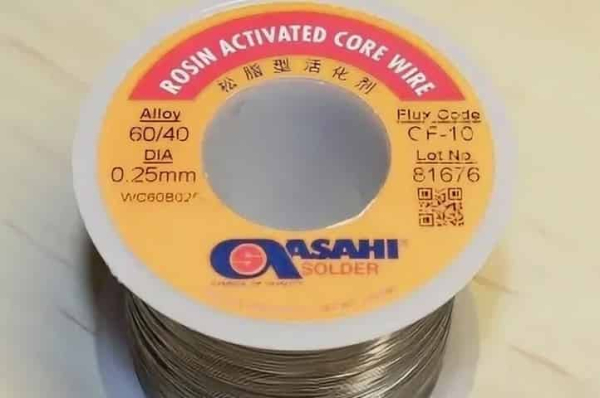 ROSIN ACTIVATED CORE WIRE
松脂型活化剂
Alloy
60/40
DIA
0.25mm
Flux Code
CF-10
Lot No
81676
ASAHI
SOLDER